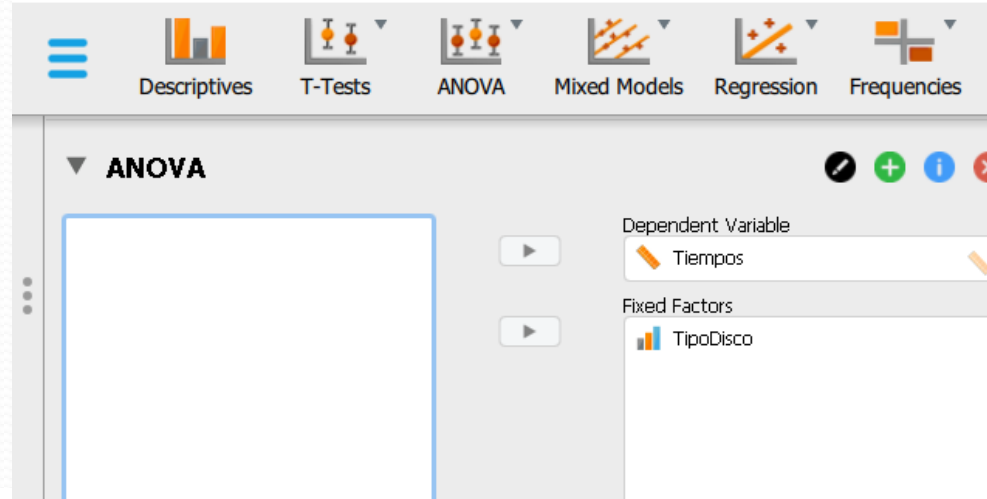 Descriptives T-Tests ANOVA Mixed Models Regression Frequencies
ANOVA
Dependent Variable
Tiempos
Fixed Factors
TipoDisco